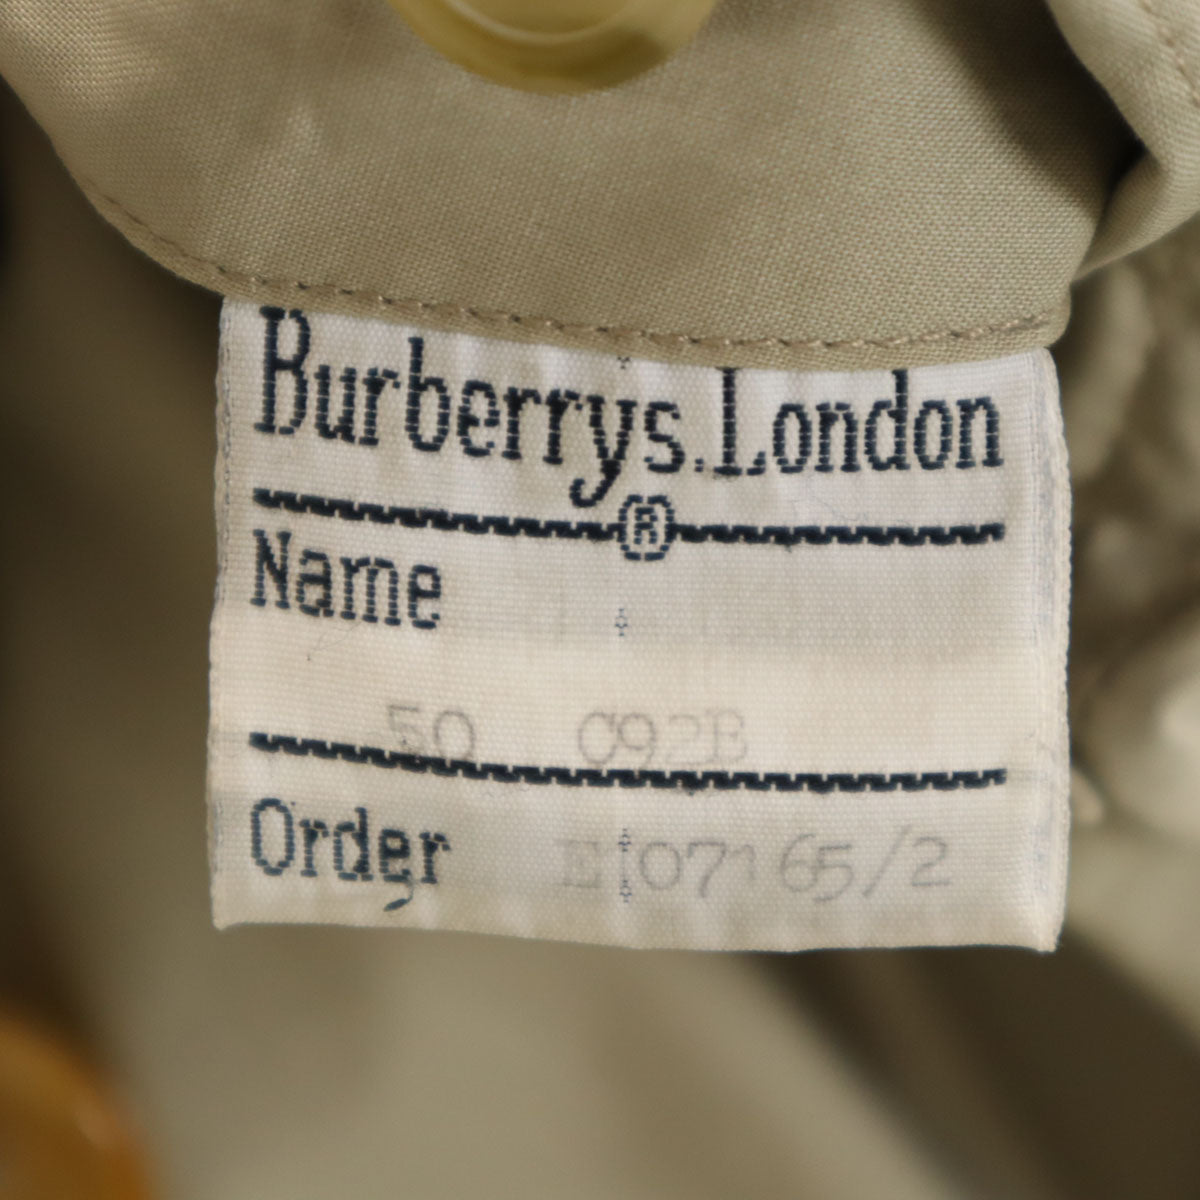 Burberrys. London
®
Name
50 C92B
Order E 07165/2